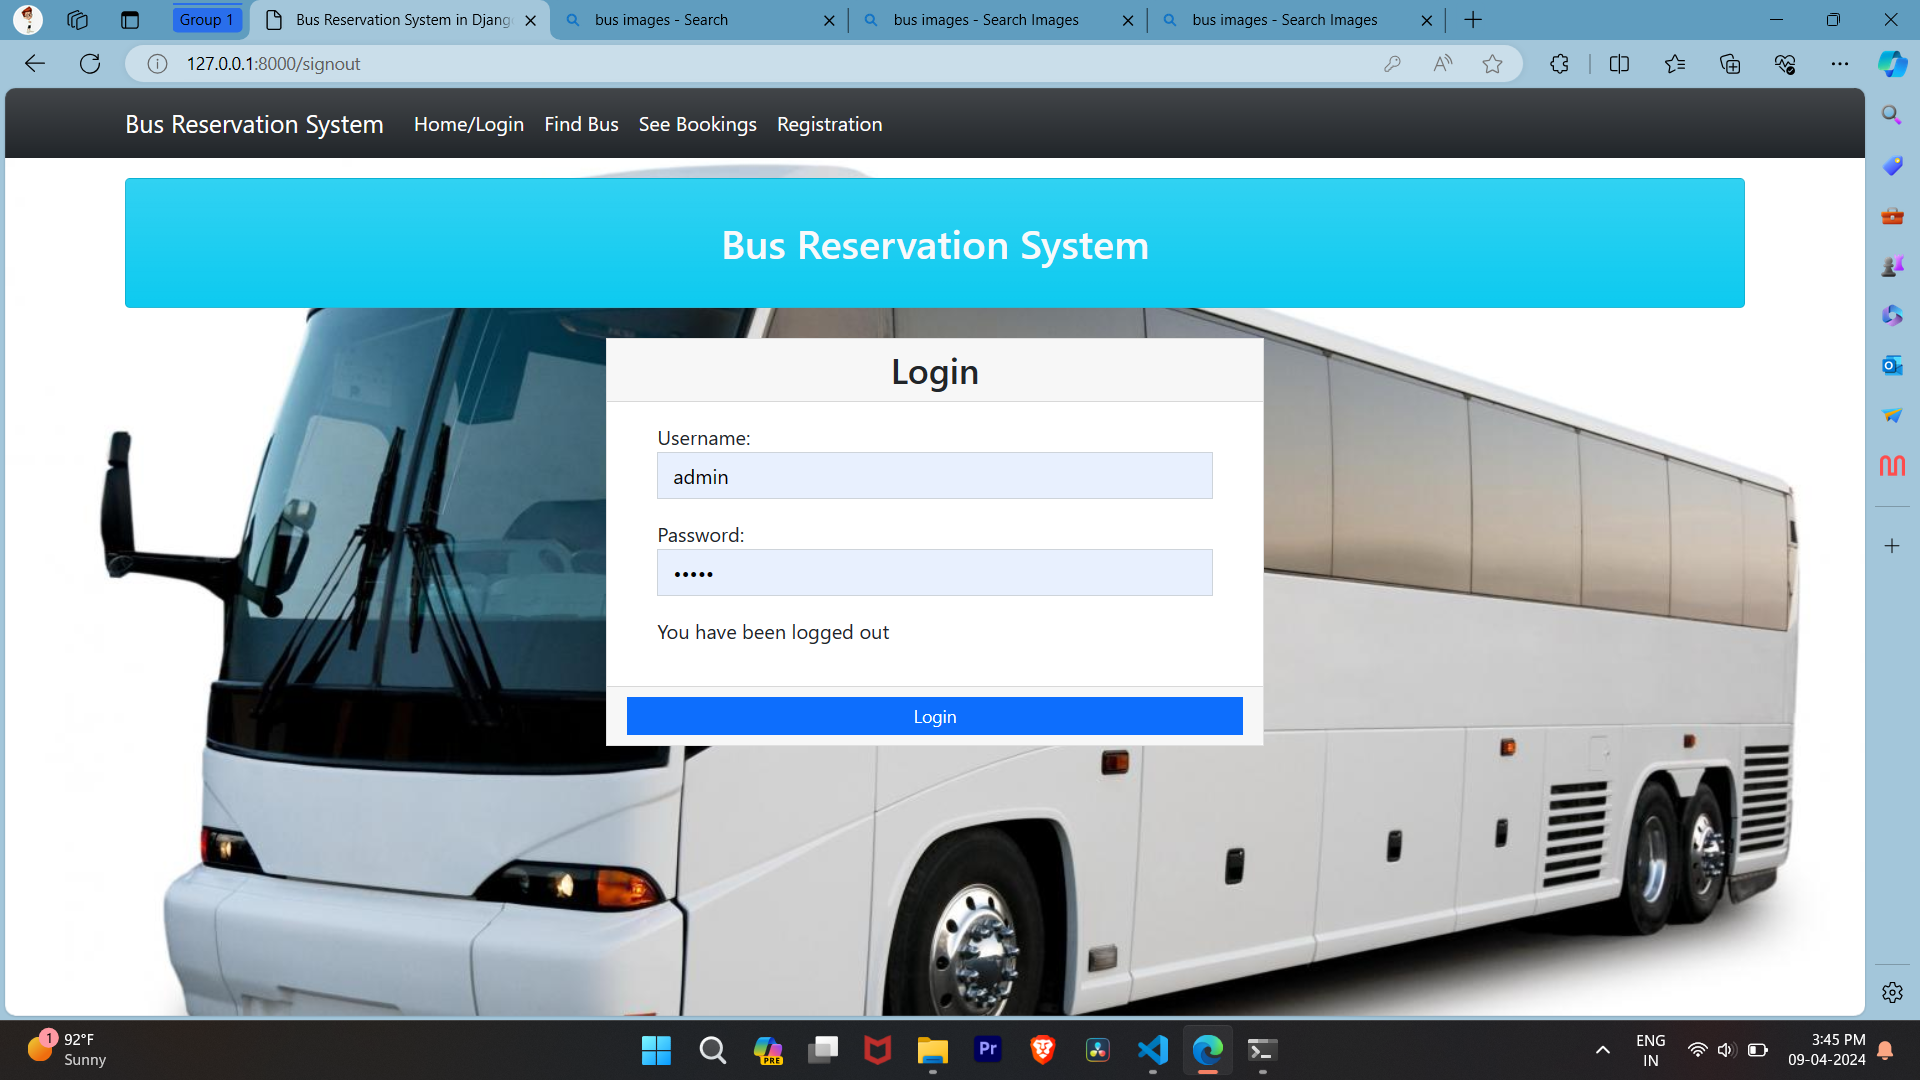 Group 1
Bus Reservation System in Djang
bus images - Search
bus images - Search Images
bus images - Search Images
127.0.0.1:8000/signout
Bus Reservation System
Home/Login
Find Bus
See Bookings
Registration
Bus Reservation System
Login
Username:
admin
Password:
•••••
You have been logged out
Login
1
92°F
Sunny
PRE
Pr
ENG
IN
3:45 PM
09-04-2024